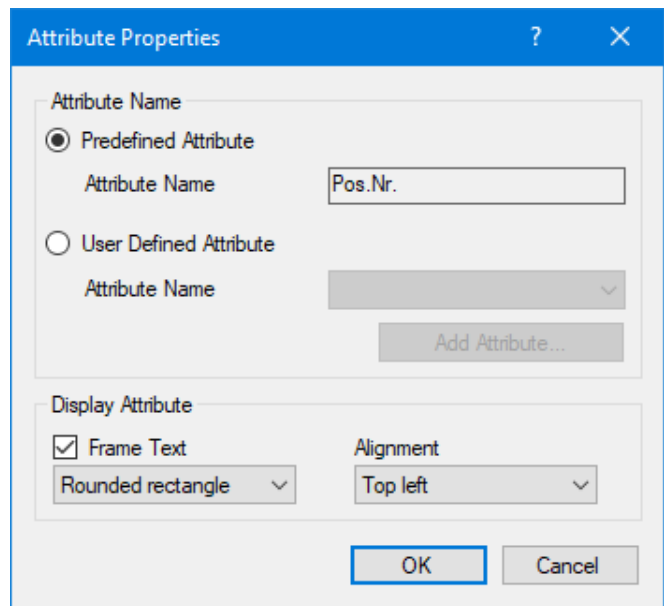 Attribute Properties ?
Attribute Name
Predefined Attribute
Attribute Name Pos.Nr.
User Defined Attribute
Attribute Name
Add Attribute...
Display Attribute
Frame Text Alignment
Rounded rectangle Top left
OK Cancel